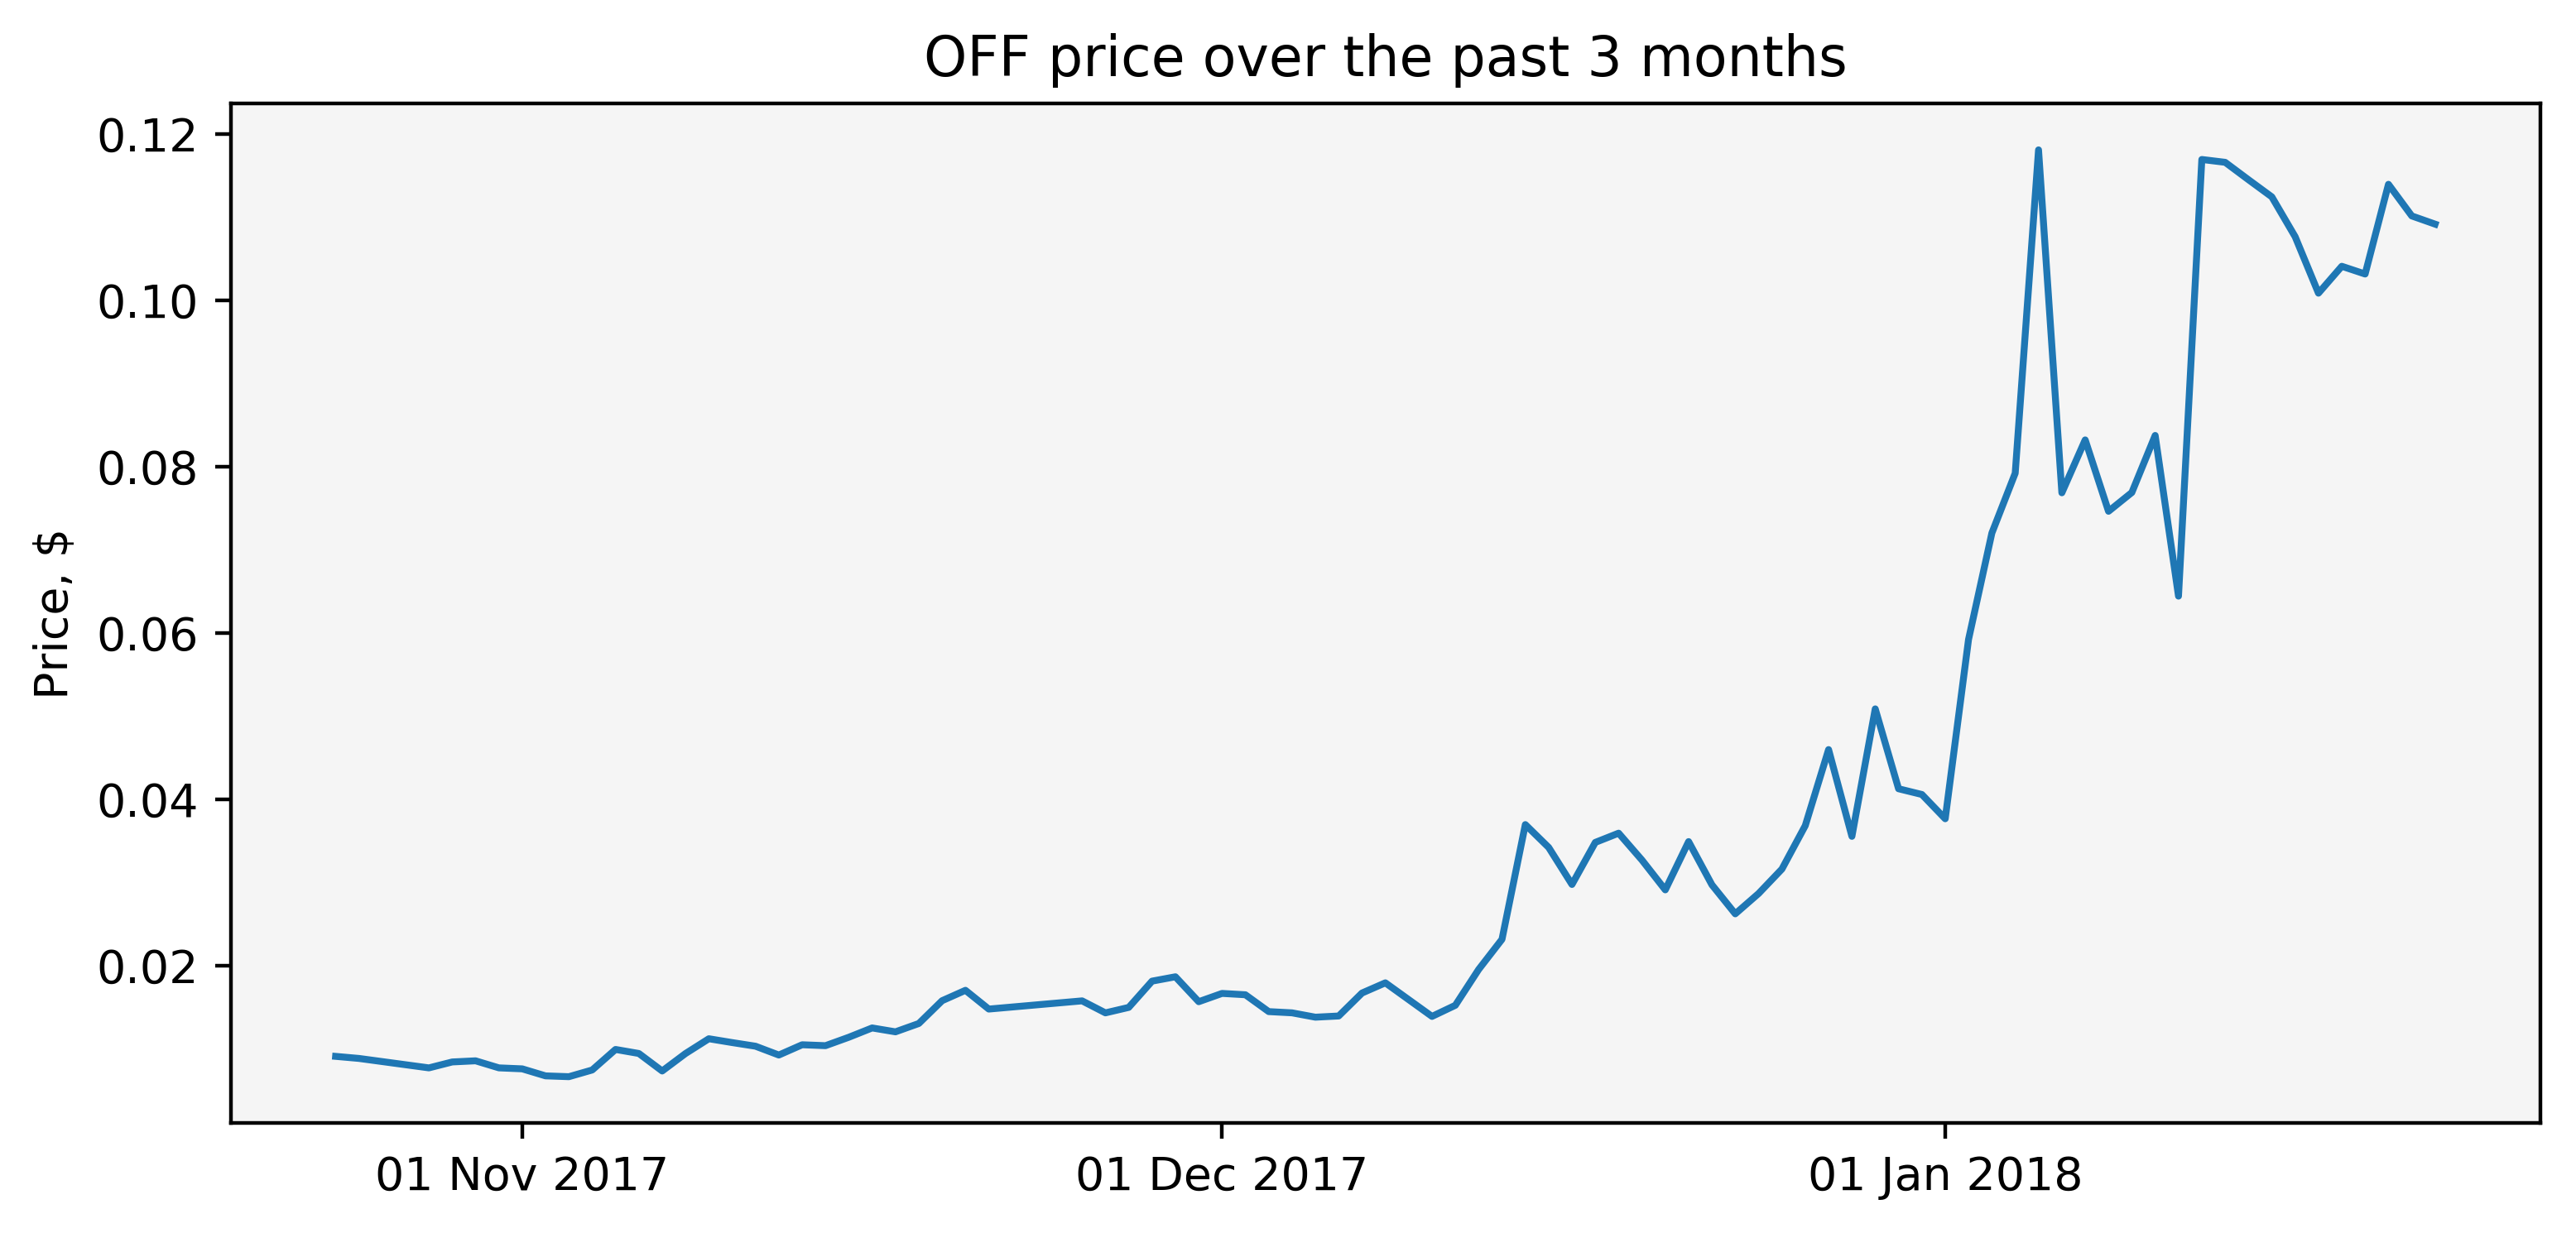 OFF price over the past 3 months
0.12
0.10
0.08
0.06
0.04
0.02
Price, $
01 Nov 2017
01 Dec 2017
01 Jan 2018